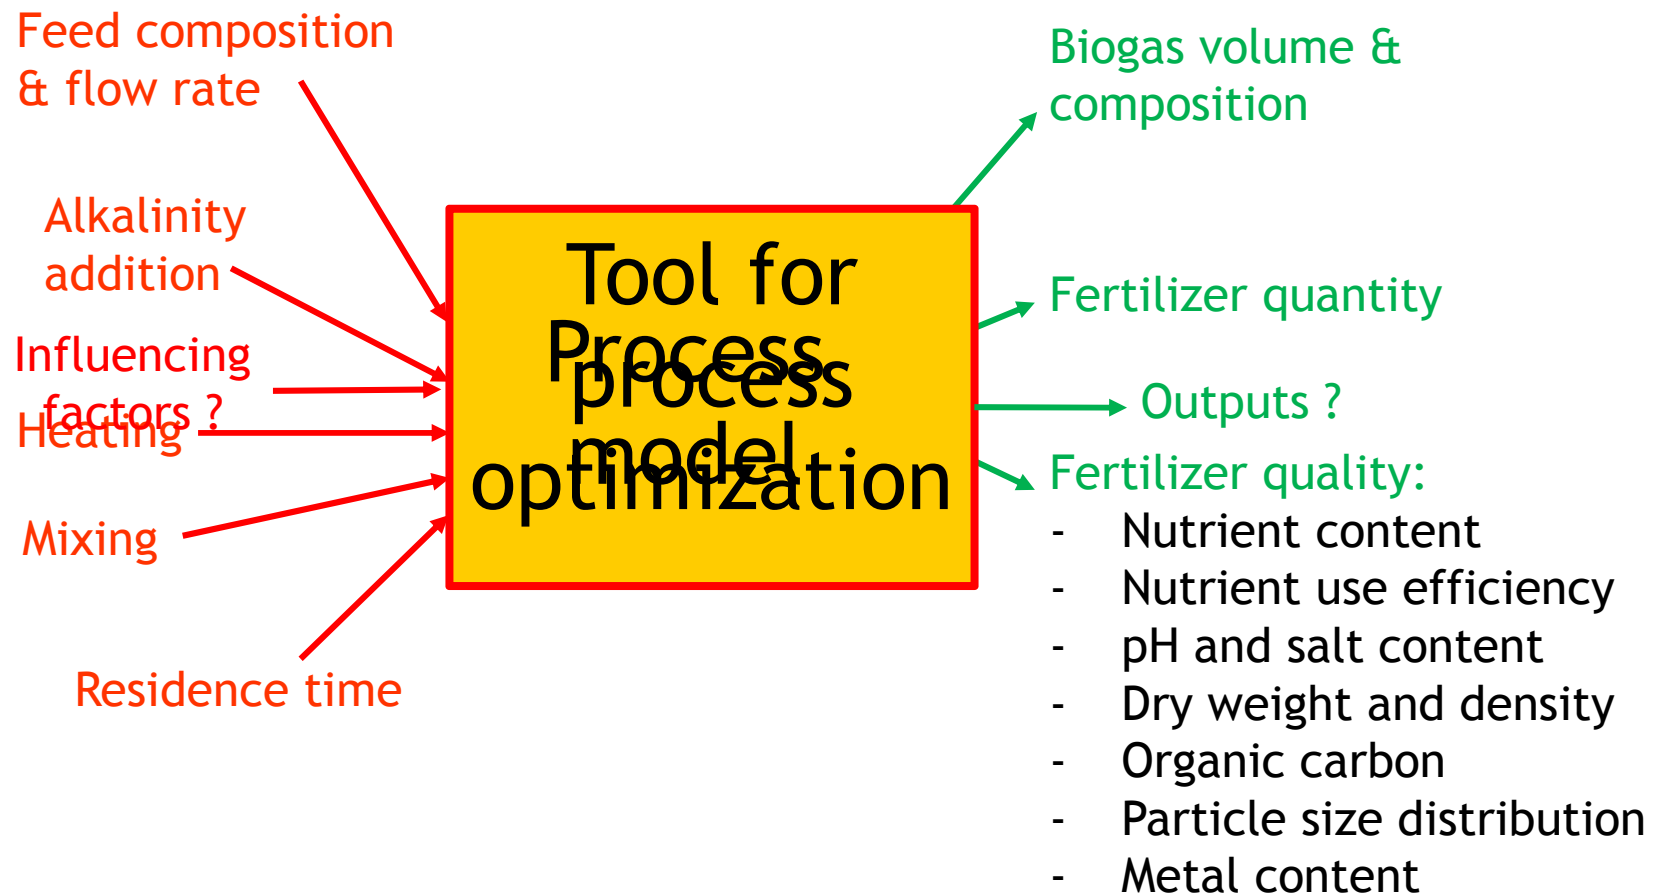 Feed composition
& flow rate
Alkalinity
addition
Influencing
factors ?
Heating
Mixing
Residence time
Tool for
process
optimization
Process
model
Biogas volume &
composition
Fertilizer quantity
Outputs ?
Fertilizer quality:
- Nutrient content
- Nutrient use efficiency
- pH and salt content
- Dry weight and density
- Organic carbon
- Particle size distribution
- Metal content